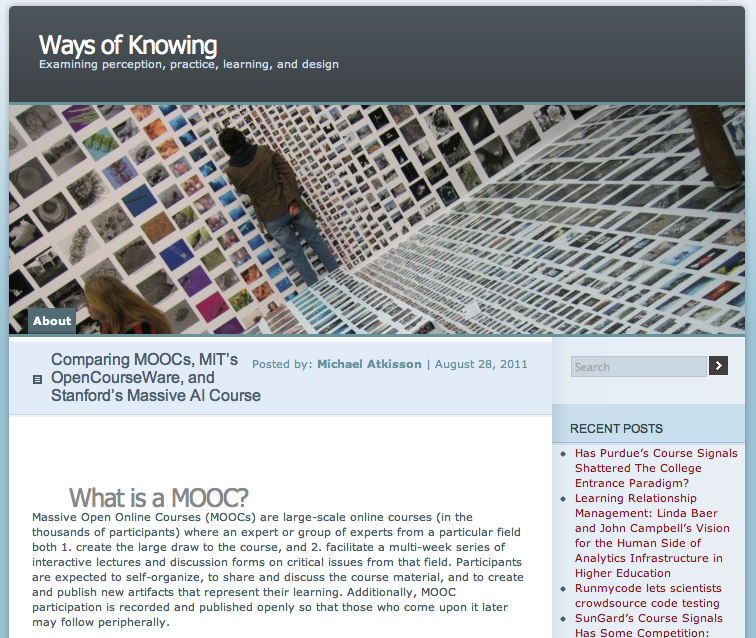 Ways of Knowing
Examining perception, practice, learning, and design
About
Comparing MOOCs, MIT's
OpenCourseWare, and
Stanford's Massive AI Course
Posted by: Michael Atkisson | August 28, 2011
What is a MOOC?
Massive Open Online Courses (MOOCs) are large-scale online courses (in the
thousands of participants) where an expert or group of experts from a particular field
both 1. create the large draw to the course, and 2. facilitate a multi-week series of
interactive lectures and discussion forms on critical issues from that field. Participants
are expected to self-organize, to share and discuss the course material, and to create
and publish new artifacts that represent their learning. Additionally, MOOC
participation is recorded and published openly so that those who come upon it later
may follow peripherally.
Search
RECENT POSTS
Has Purdue's Course Signals
Shattered The College
Entrance Paradigm?
Learning Relationship
Management: Linda Baer
and John Campbell's Vision
for the Human Side of
Analytics Infrastructure in
Higher Education
Runmycode lets scientists
crowdsource code testing
SunGard's Course Signals
Has Some Competition: